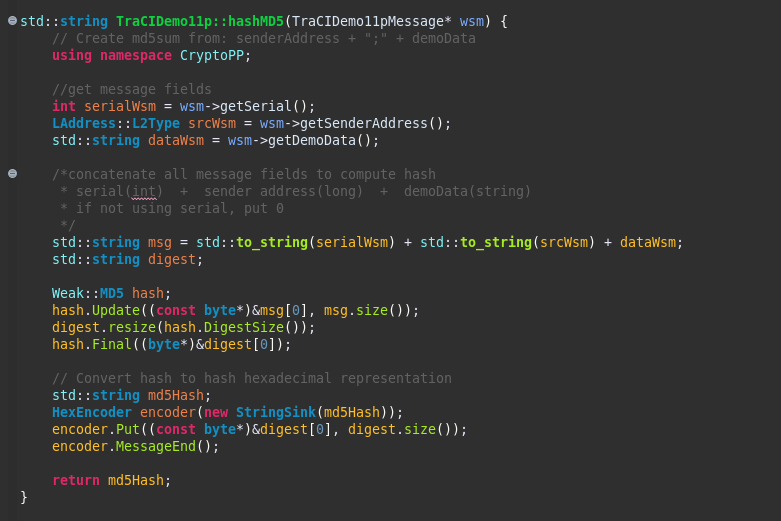 std::string TraCIDemo11p::hashMD5(TraCIDemo11pMessage* wsm) {
    // Create md5sum from: senderAddress + ";" + demoData
    using namespace CryptoPP;

    //get message fields
    int serialWsm = wsm->getSerial();
    LAddress::L2Type srcWsm = wsm->getSenderAddress();
    std::string dataWsm = wsm->getDemoData();

    /*concatenate all message fields to compute hash
     * serial(int)  +  sender address(long)  +  demoData(string)
     * if not using serial, put 0
     */
    std::string msg = std::to_string(serialWsm) + std::to_string(srcWsm) + dataWsm;
    std::string digest;

    Weak::MD5 hash;
    hash.Update((const byte*)&msg[0], msg.size());
    digest.resize(hash.DigestSize());
    hash.Final((byte*)&digest[0]);

    // Convert hash to hash hexadecimal representation
    std::string md5Hash;
    HexEncoder encoder(new StringSink(md5Hash));
    encoder.Put((const byte*)&digest[0], digest.size());
    encoder.MessageEnd();

    return md5Hash;
}